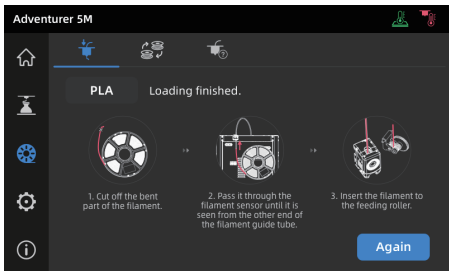 Adventurer 5M
PLA
Loading finished.
1. Cut off the bent
part of the filament.
2. Pass it through the
filament sensor until it is
seen from the other end of
the filament guide tube.
3. Insert the filament to
the feeding roller.
Again